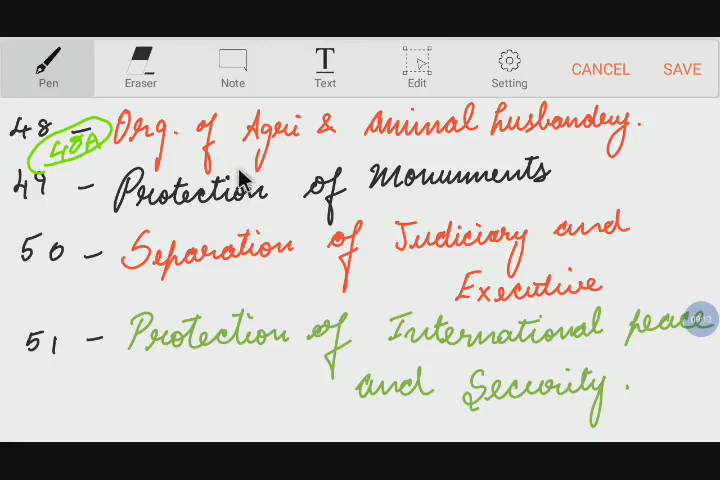 Pen Eraser Note Text Edit Setting CANCEL SAVE
48 - Org. of Agri & animal husbandry.
48A
49 - Protection of Monuments
50 - Separation of Judiciary and
Executive
51 - Protection of International peace
and Security.